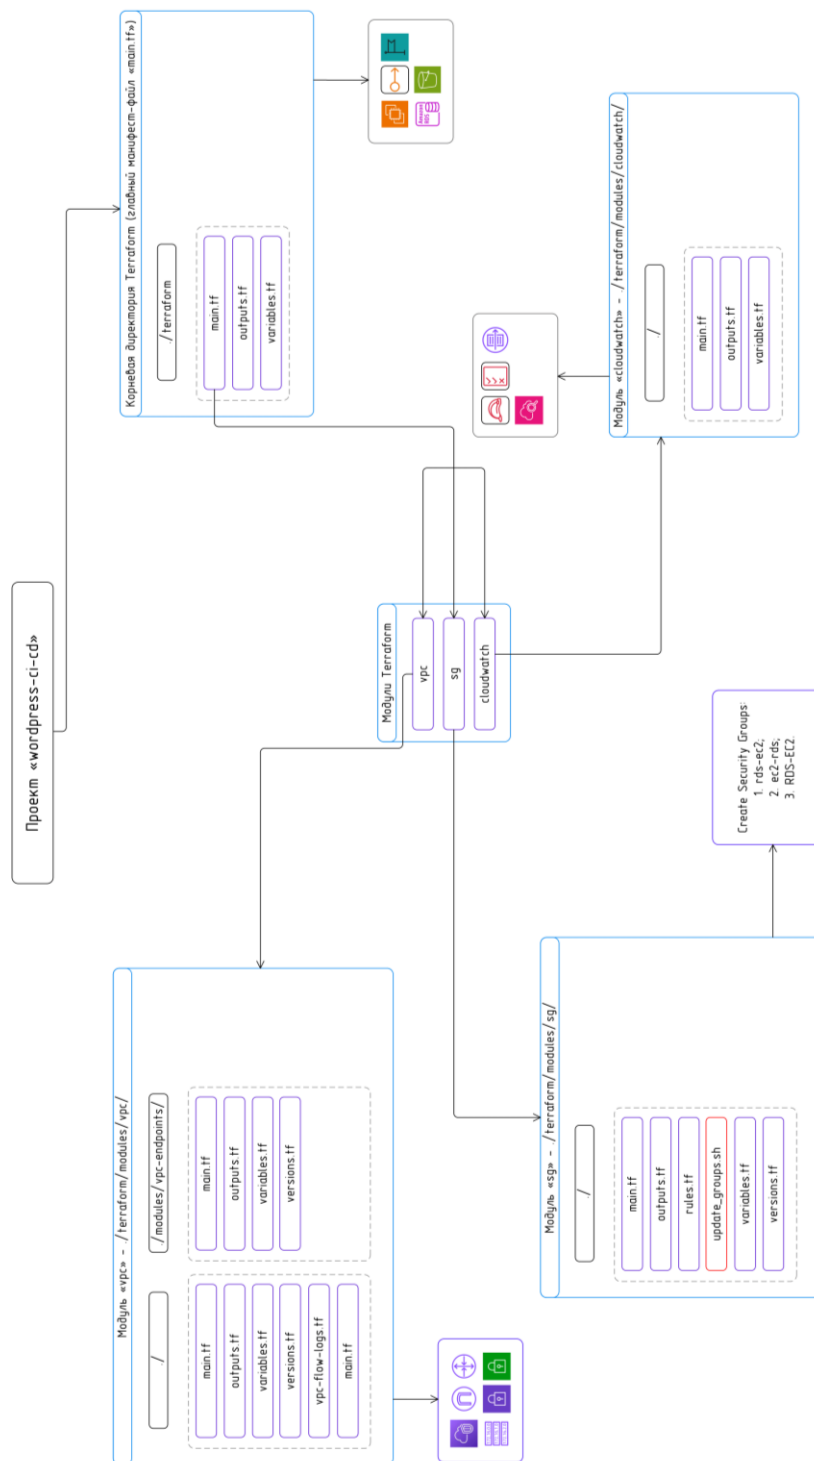 Проект «wordpress-ci-cd»
Модуль «vpc» - ./terraform/modules/vpc/
./
main.tf
outputs.tf
variables.tf
versions.tf
vpc-flow-logs.tf
main.tf
./modules/vpc-endpoints/
main.tf
outputs.tf
variables.tf
versions.tf
Корневая директория Terraform (главный манифест-файл «main.tf»)
./terraform
main.tf
outputs.tf
variables.tf
Amazon
RDS
Модули Terraform
vpc
sg
cloudwatch
Модуль «sg» - ./terraform/modules/sg/
./
main.tf
outputs.tf
rules.tf
update_groups.sh
variables.tf
versions.tf
Create Security Groups:
1. rds-ec2;
2. ec2-rds;
3. RDS-EC2.
Модуль «cloudwatch» - ./terraform/modules/cloudwatch/
./
main.tf
outputs.tf
variables.tf